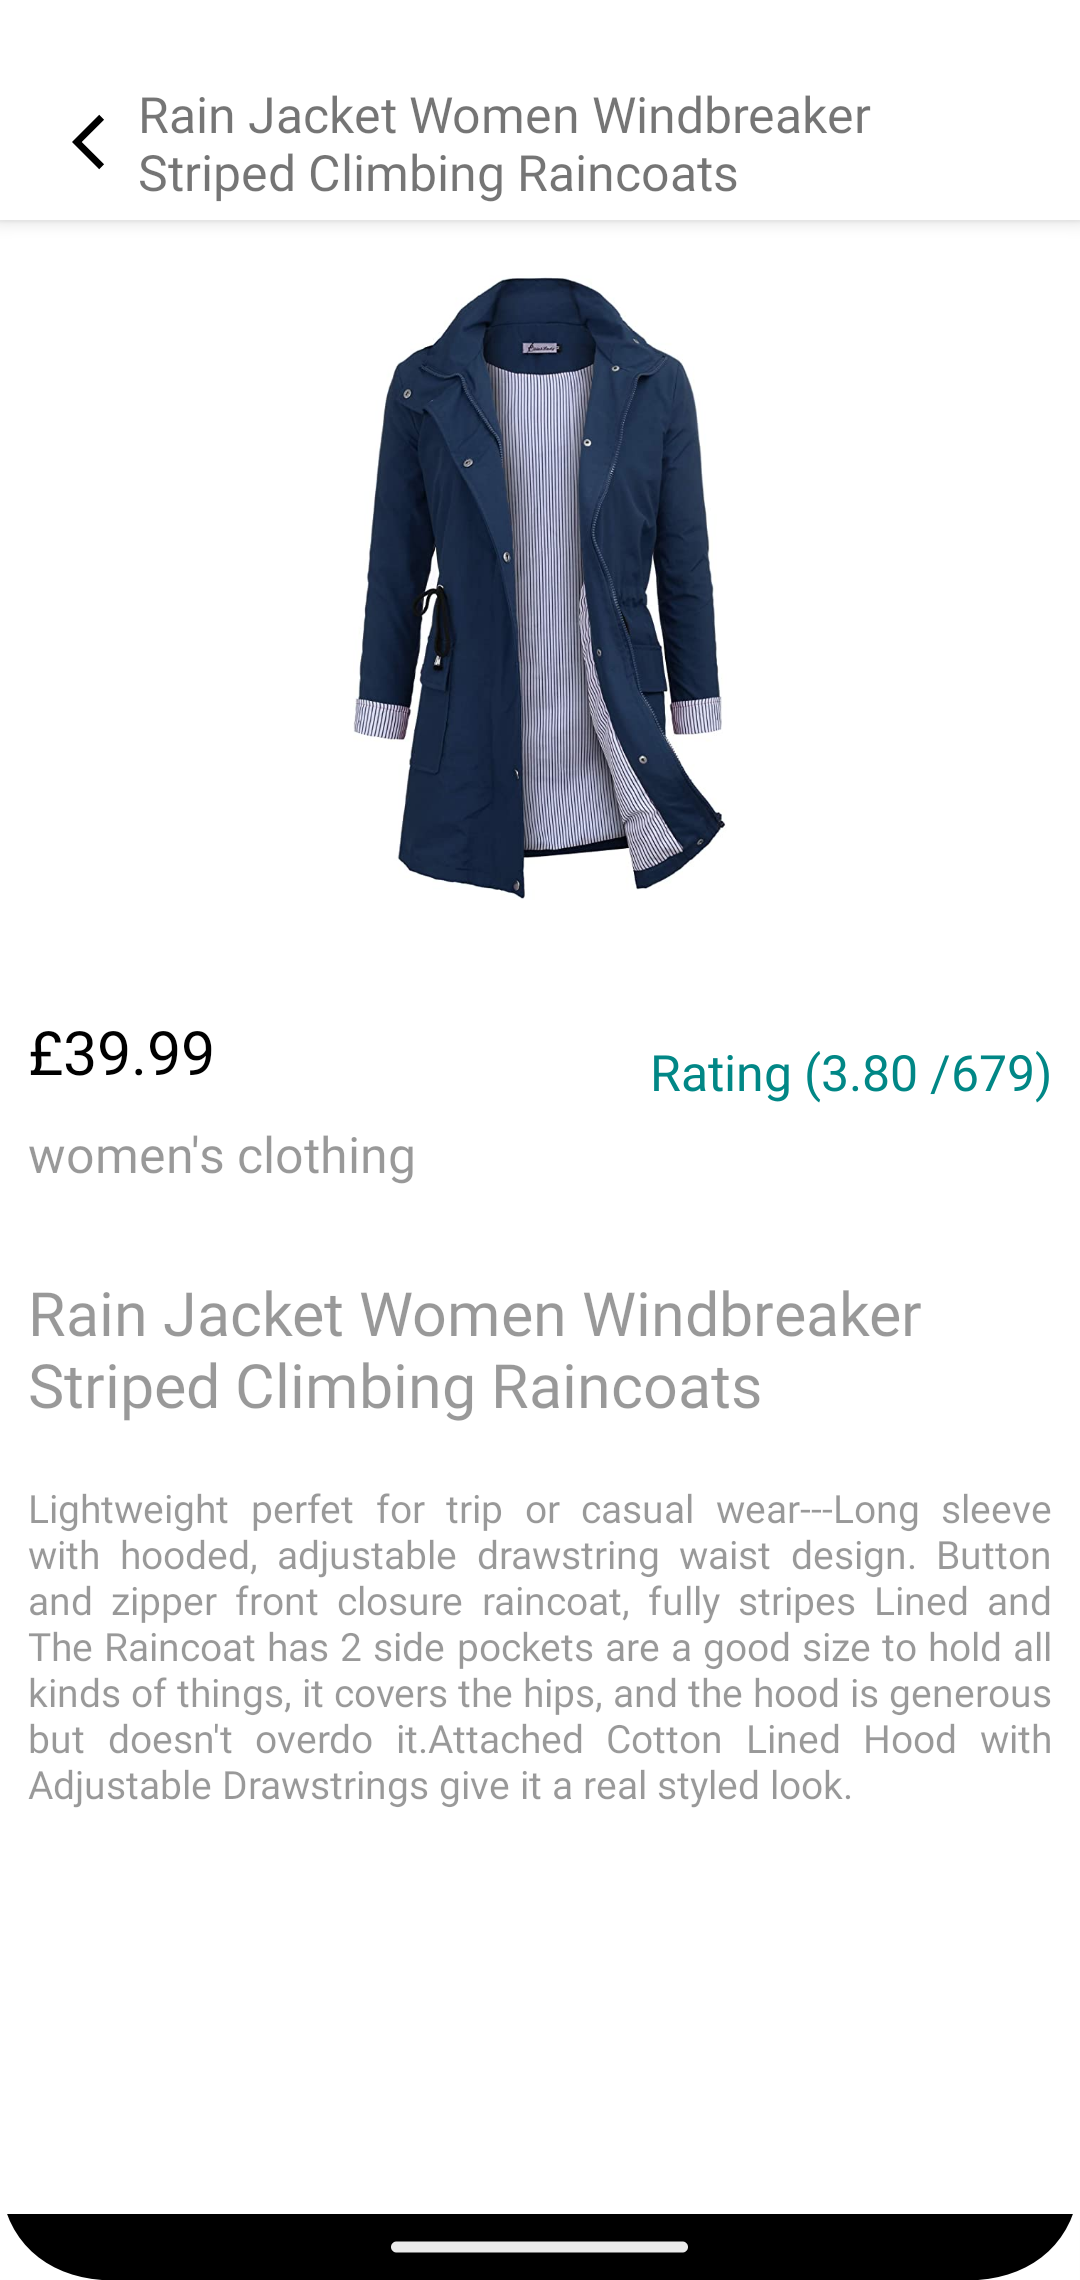 Rain Jacket Women Windbreaker
Striped Climbing Raincoats
£39.99
Rating (3.80 /679)
women's clothing
Rain Jacket Women Windbreaker
Striped Climbing Raincoats
Lightweight perfet for trip or casual wear---Long sleeve
with hooded, adjustable drawstring waist design. Button
and zipper front closure raincoat, fully stripes Lined and
The Raincoat has 2 side pockets are a good size to hold all
kinds of things, it covers the hips, and the hood is generous
but doesn't overdo it.Attached Cotton Lined Hood with
Adjustable Drawstrings give it a real styled look.